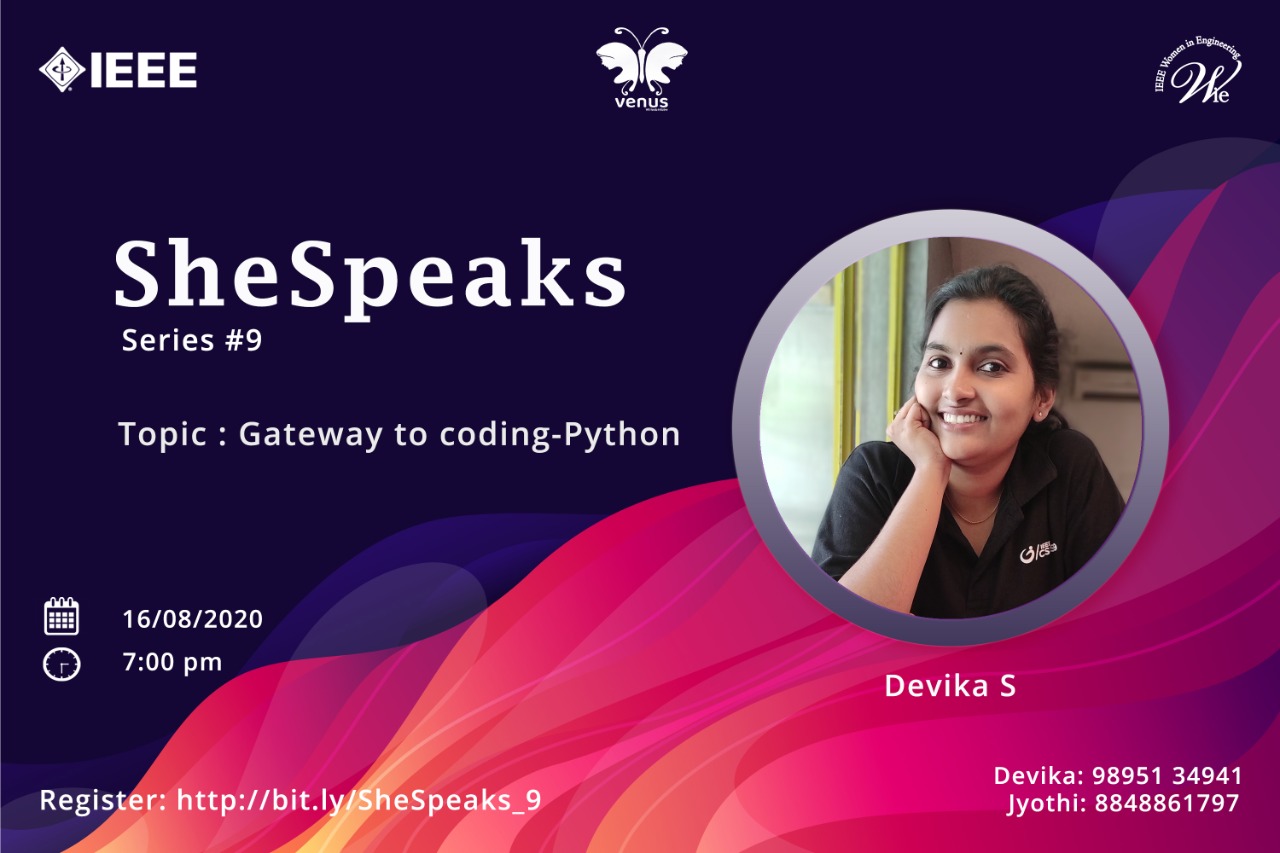 IEEE
venus
IEEE Women in Engineering
Wie
SheSpeaks
Series #9
Topic : Gateway to coding-Python
16/08/2020
7:00 pm
Devika S
Register: http://bit.ly/SheSpeaks_9
Devika: 98951 34941
Jyothi: 8848861797